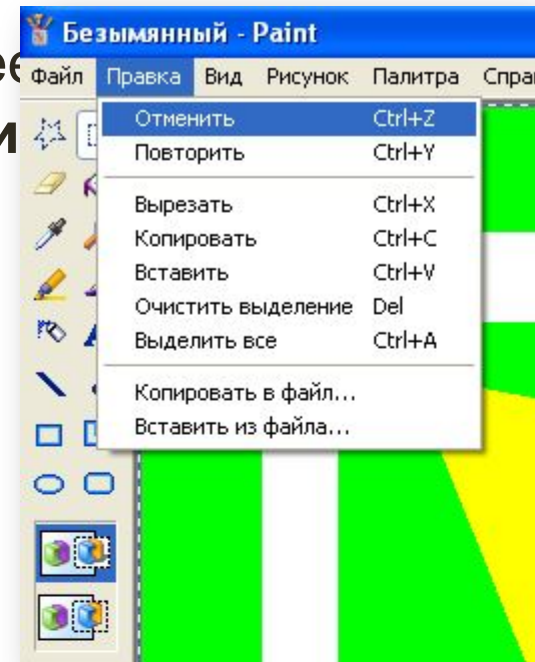 Безымянный - Paint
Файл Правка Вид Рисунок Палитра
Отменить Ctrl+Z
Повторить Ctrl+Y
Вырезать Ctrl+X
Копировать Ctrl+C
Вставить Ctrl+V
Очистить выделение Del
Выделить все Ctrl+A
Копировать в файл...
Вставить из файла...